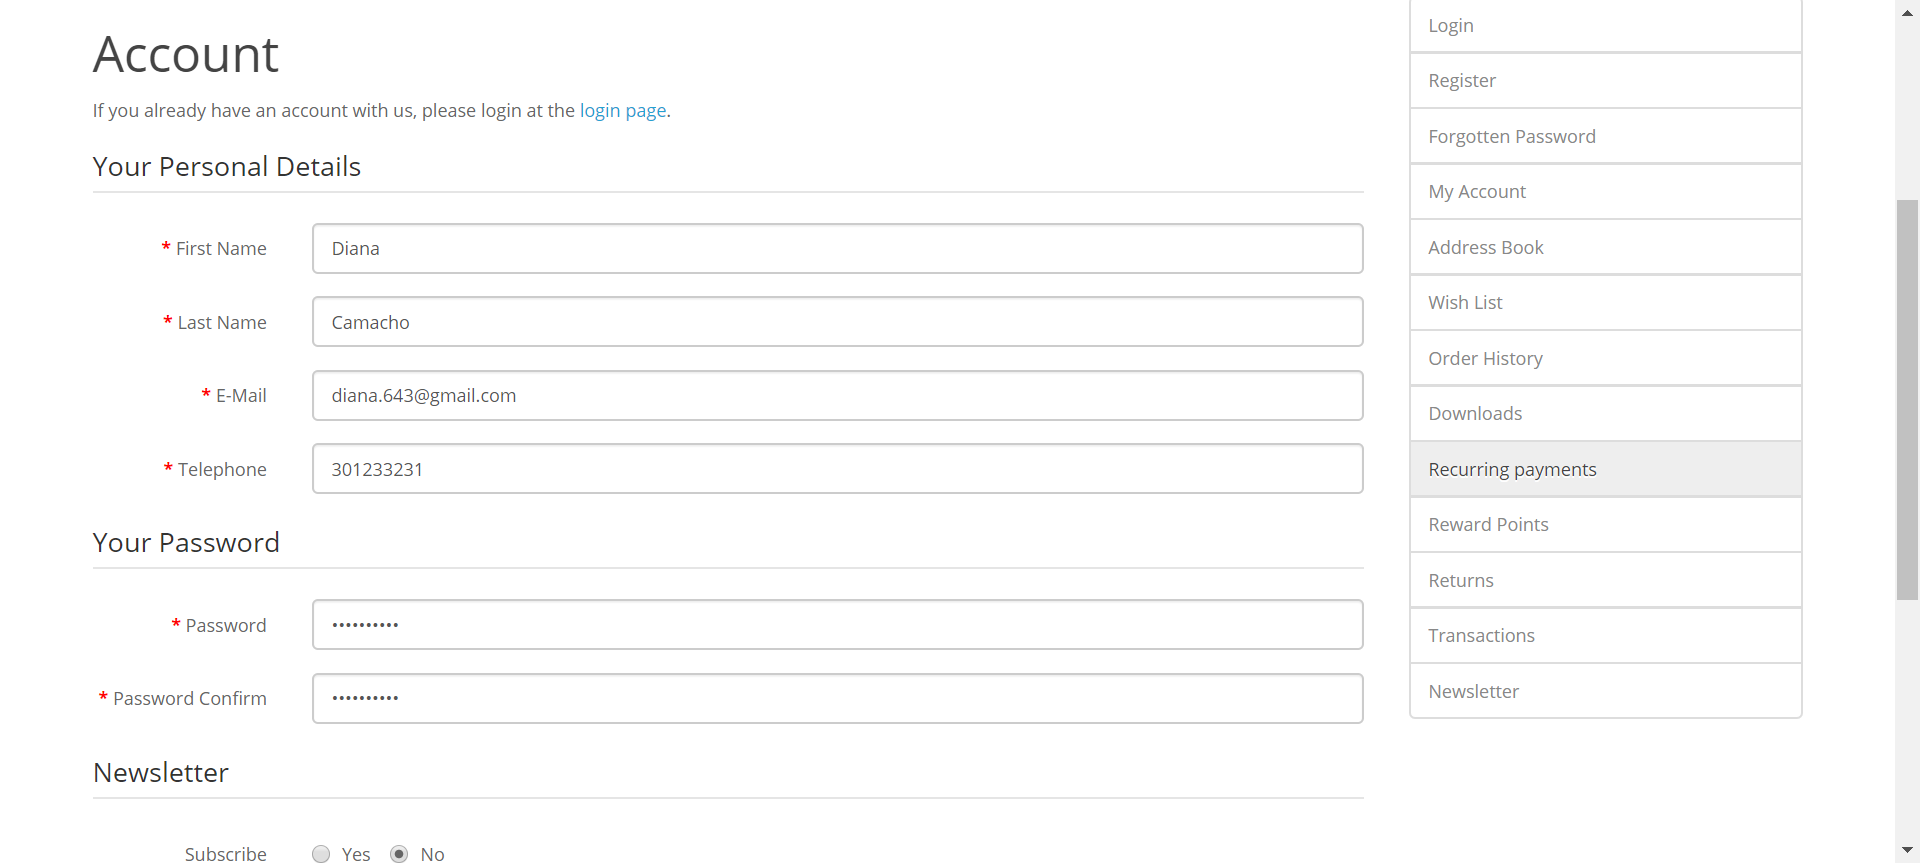 Account
If you already have an account with us, please login at the login page.
Your Personal Details
* First Name
Diana
* Last Name
Camacho
* E-Mail
diana.643@gmail.com
* Telephone
301233231
Your Password
* Password
••••••••••
* Password Confirm
••••••••••
Newsletter
Subscribe
Yes
No
Login
Register
Forgotten Password
My Account
Address Book
Wish List
Order History
Downloads
Recurring payments
Reward Points
Returns
Transactions
Newsletter